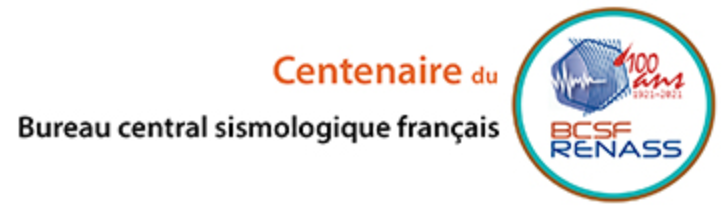 Centenaire du
Bureau central sismologique français
100
ans
1921-2021
BCSF
RENASS